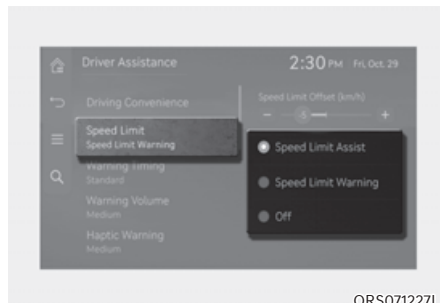 Driver Assistance
2:30 PM Fri, Oct. 29
Driving Convenience
Speed Limit Offset (km/h)
- -5 +
Speed Limit
Speed Limit Warning
Speed Limit Assist
Warning Timing
Standard
Speed Limit Warning
Warning Volume
Medium
Off
Haptic Warning
Medium